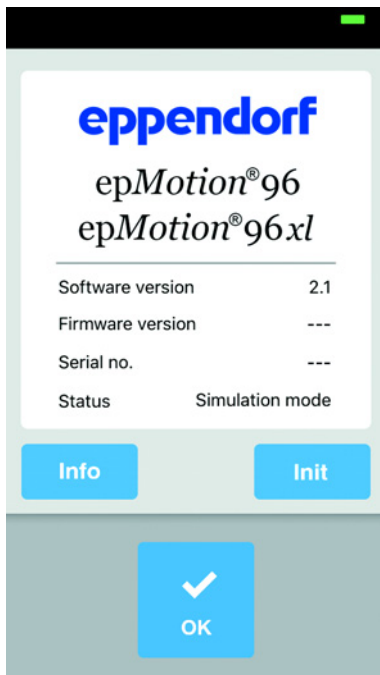 eppendorf
epMotion®96
epMotion®96xl
Software version 2.1
Firmware version ---
Serial no. ---
Status Simulation mode
Info Init
OK